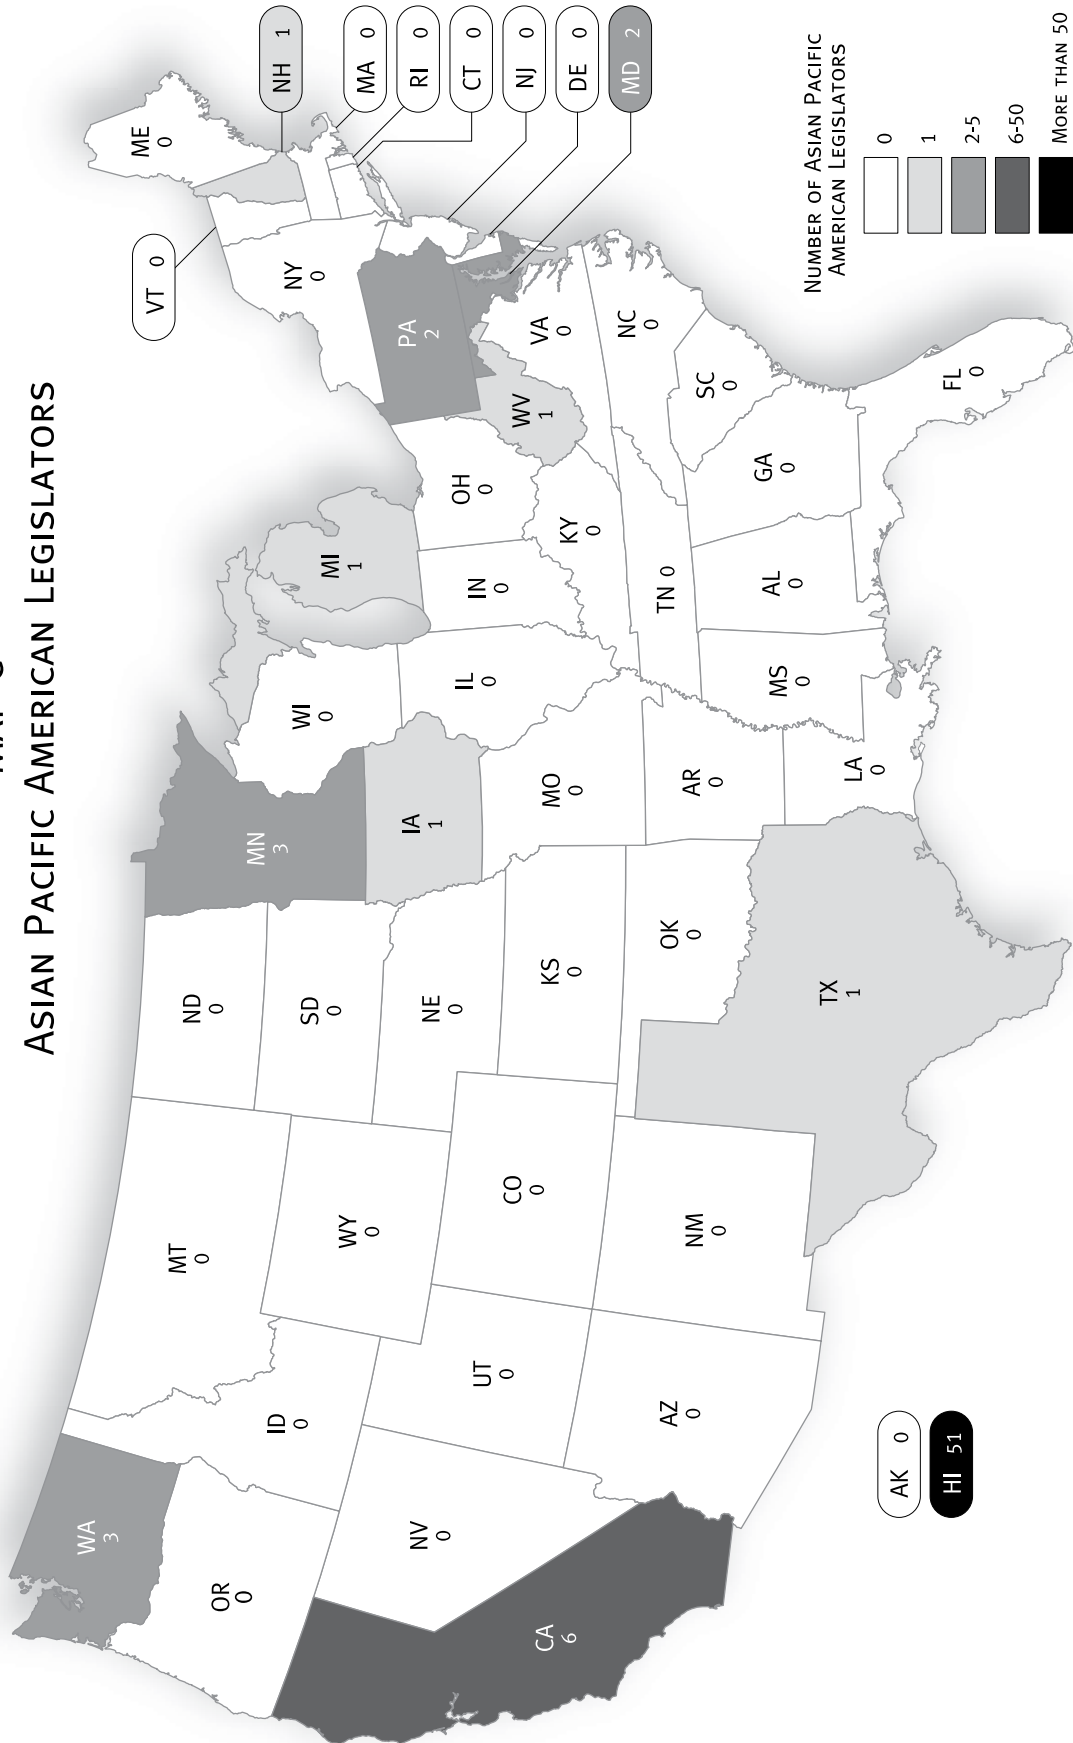 ASIAN PACIFIC AMERICAN LEGISLATORS
WA
3
OR
0
CA
6
NV
0
ID
0
MT
0
WY
0
UT
0
AZ
0
CO
0
NM
0
ND
0
SD
0
NE
0
KS
0
OK
0
TX
1
MN
3
IA
1
MO
0
AR
0
LA
0
WI
0
IL
0
MS
0
MI
1
IN
0
OH
0
KY
0
TN 0
AL
0
GA
0
FL
0
SC
0
NC
0
VA
0
WV
1
PA
2
NY
0
VT 0
ME
0
NH 1
MA 0
RI 0
CT 0
NJ 0
DE 0
MD 2
AK 0
HI 51
NUMBER OF ASIAN PACIFIC
AMERICAN LEGISLATORS
0
1
2-5
6-50
MORE THAN 50